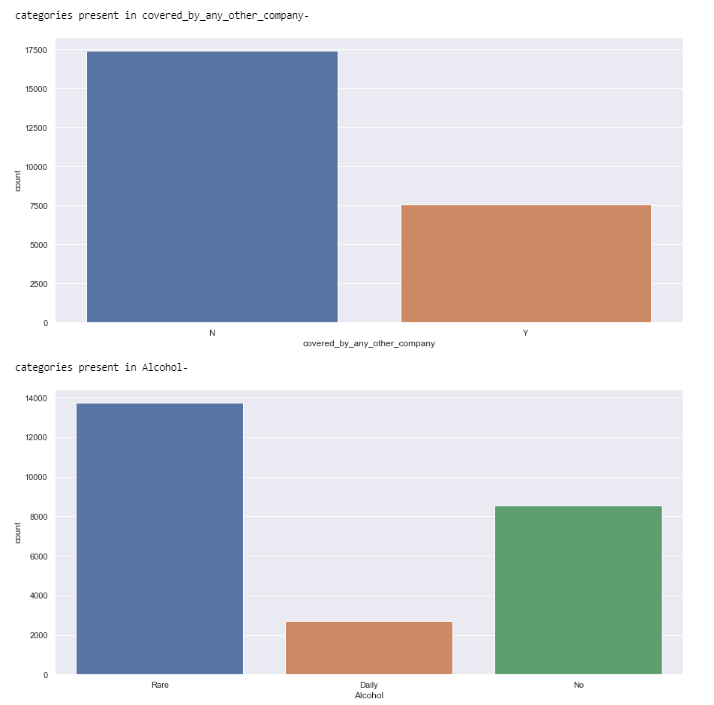 categories present in covered_by_any_other_company-
17500
15000
12500
10000
7500
5000
2500
0
count
N
Y
covered_by_any_other_company
categories present in Alcohol-
14000
12000
10000
8000
6000
4000
2000
0
count
Rare
Daily
No
Alcohol